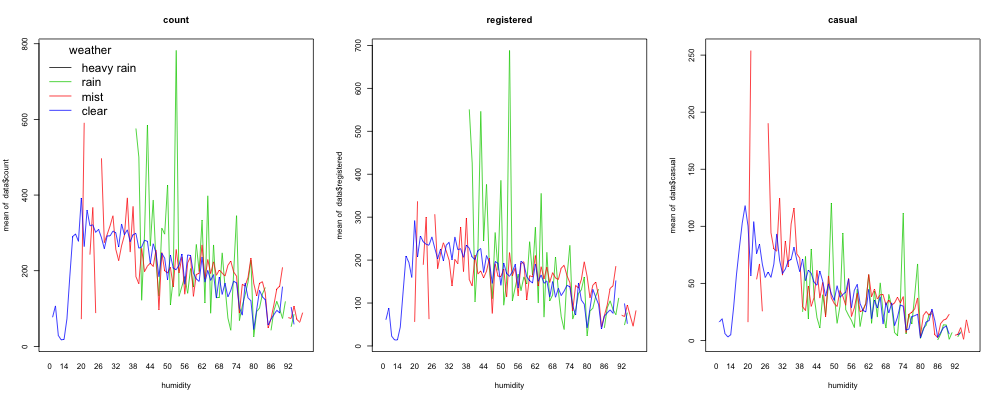 count
mean of data$count
0 200 400 600 800
weather
heavy rain
rain
mist
clear
0 14 20 26 32 38 44 50 56 62 68 74 80 86 92
humidity
registered
mean of data$registered
0 100 200 300 400 500 600 700
0 14 20 26 32 38 44 50 56 62 68 74 80 86 92
humidity
casual
mean of data$casual
0 50 100 150 200 250
0 14 20 26 32 38 44 50 56 62 68 74 80 86 92
humidity